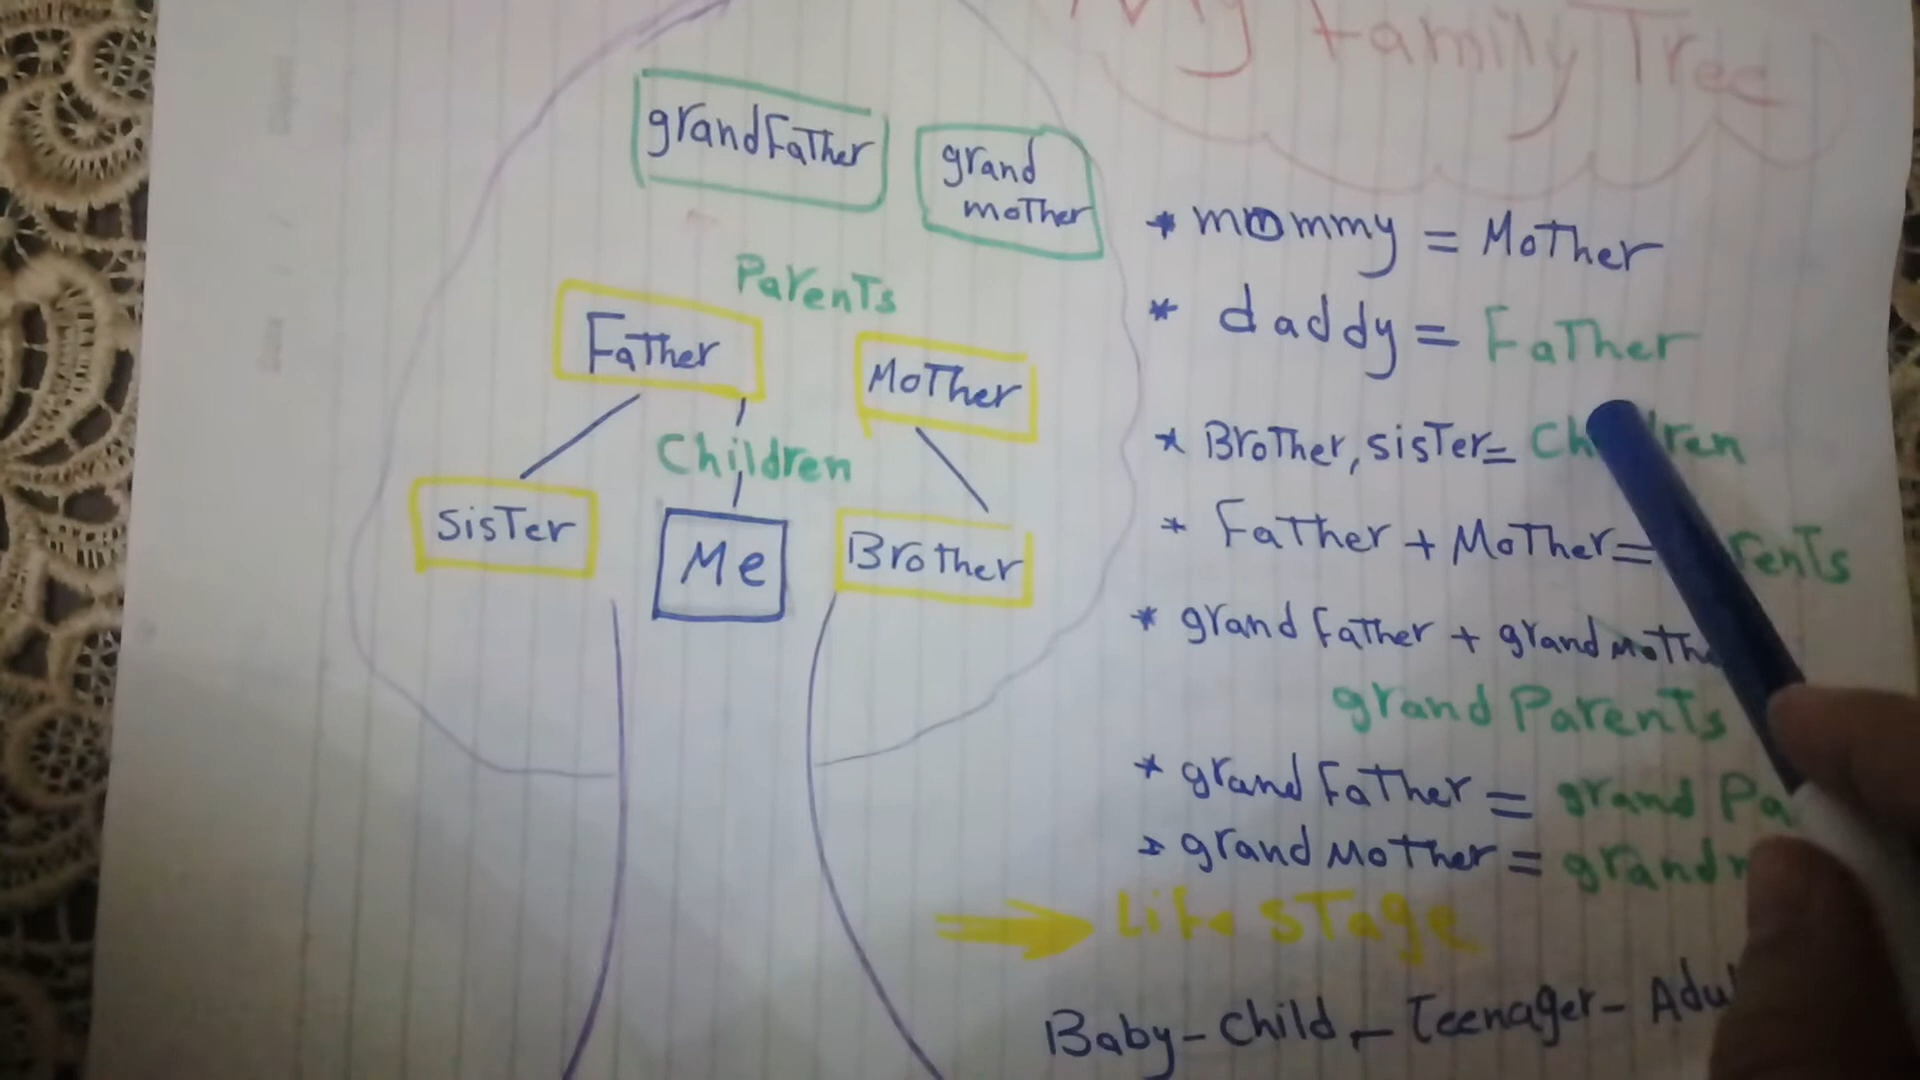 My Family Tree
grandFather
grand
mother
Parents
Father
Mother
Children
Sister
Me
Brother
* mommy = Mother
* daddy = Father
* Brother, sister =
* Father + Mother =
* grand father + grand
grand Parents
* grand father = grand
* grand Mother =
Life stage
Baby - child - Teenager -